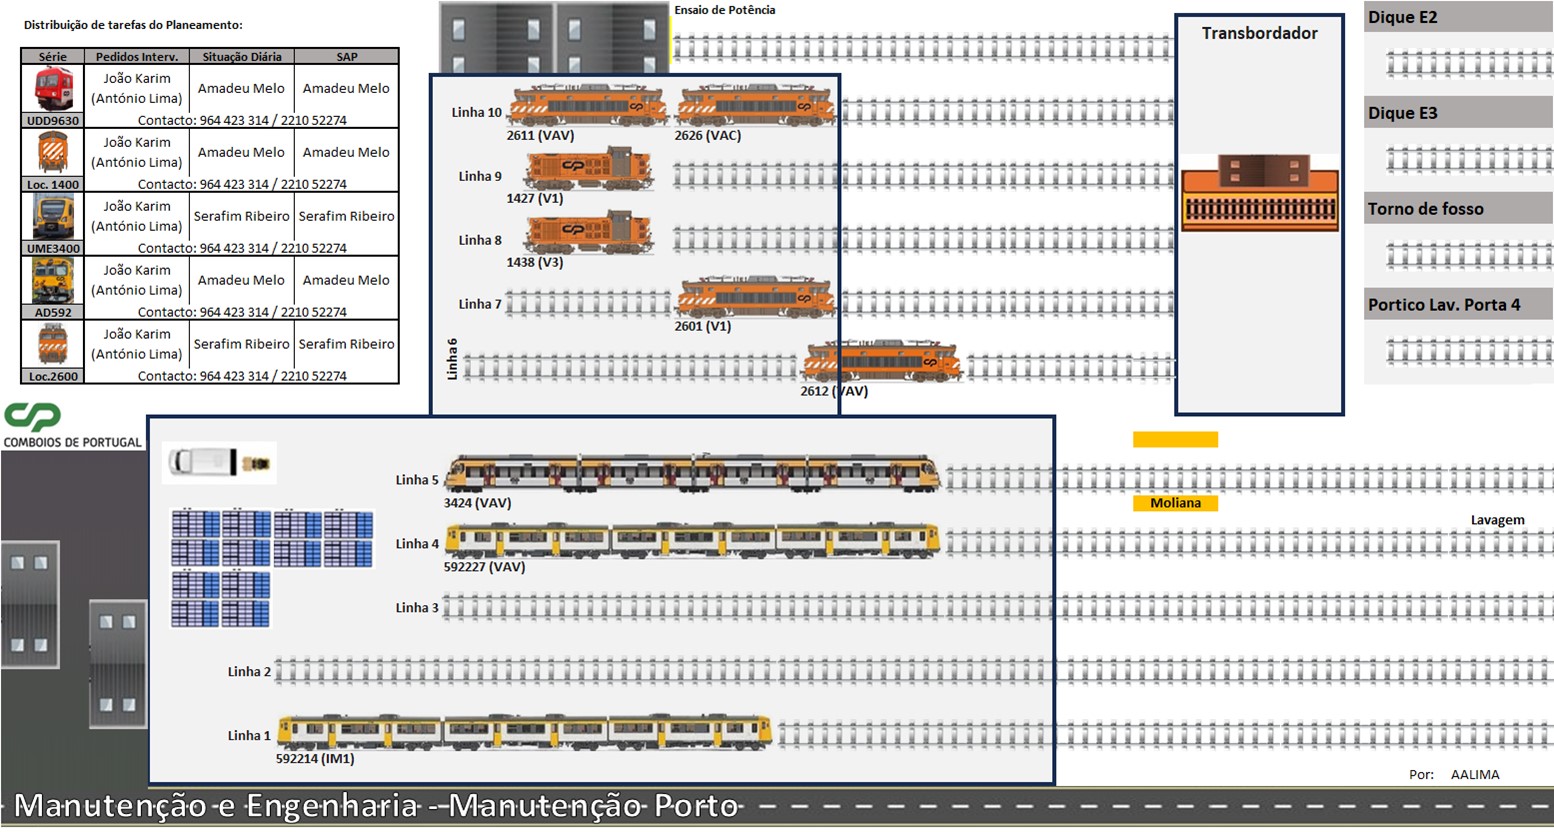 Distribuição de tarefas do Planeamento:
Série Pedidos Interv. Situação Diária SAP
João Karim
(António Lima) Amadeu Melo Amadeu Melo
UDD9630 Contacto: 964 423 314 / 2210 52274
João Karim
(António Lima) Amadeu Melo Amadeu Melo
Loc. 1400 Contacto: 964 423 314 / 2210 52274
João Karim
(António Lima) Serafim Ribeiro Serafim Ribeiro
UME3400 Contacto: 964 423 314 / 2210 52274
João Karim
(António Lima) Amadeu Melo Amadeu Melo
AD592 Contacto: 964 423 314 / 2210 52274
João Karim
(António Lima) Serafim Ribeiro Serafim Ribeiro
Loc.2600 Contacto: 964 423 314 / 2210 52274
CP
COMBOIOS DE PORTUGAL
Ensaio de Potência
Linha 10
2611 (VAV) 2626 (VAC)
Linha 9
1427 (V1)
Linha 8
1438 (V3)
Linha 7
2601 (V1)
Linha 6
2612 (VAV)
Transbordador
Dique E2
Dique E3
Torno de fosso
Portico Lav. Porta 4
Linha 5
3424 (VAV)
Moliana
Lavagem
Linha 4
592227 (VAV)
Linha 3
Linha 2
Linha 1
592214 (IM1)
Por: AALIMA
Manutenção e Engenharia - Manutenção Porto